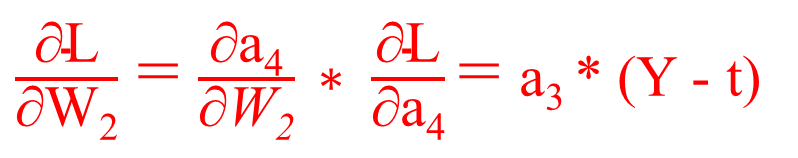 ∂-L/∂W₂ = ∂a₄/∂W₂ * ∂-L/∂a₄ = a₃ * (Y - t)